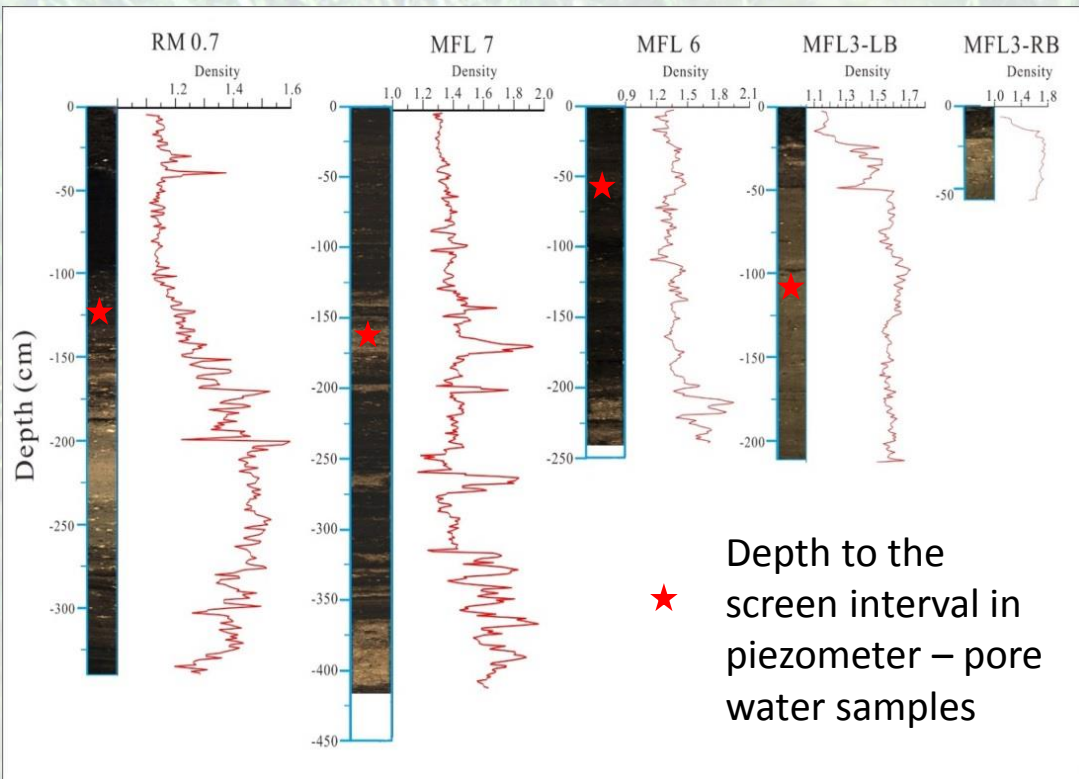 RM 0.7
MFL 7
MFL 6
MFL3-LB
MFL3-RB
Density
Density
Density
Density
Density
1.2 1.4 1.6
1.0 1.2 1.4 1.6 1.8 2.0
0.9 1.2 1.5 1.8 2.1
1.1 1.3 1.5 1.7
1.0 1.4 1.8
Depth (cm)
0
-50
-100
-150
-200
-250
-300
0
-50
-100
-150
-200
-250
-300
-350
-400
-450
0
-50
-100
-150
-200
-250
0
-50
-100
-150
-200
0
-50
Depth to the
screen interval in
piezometer – pore
water samples